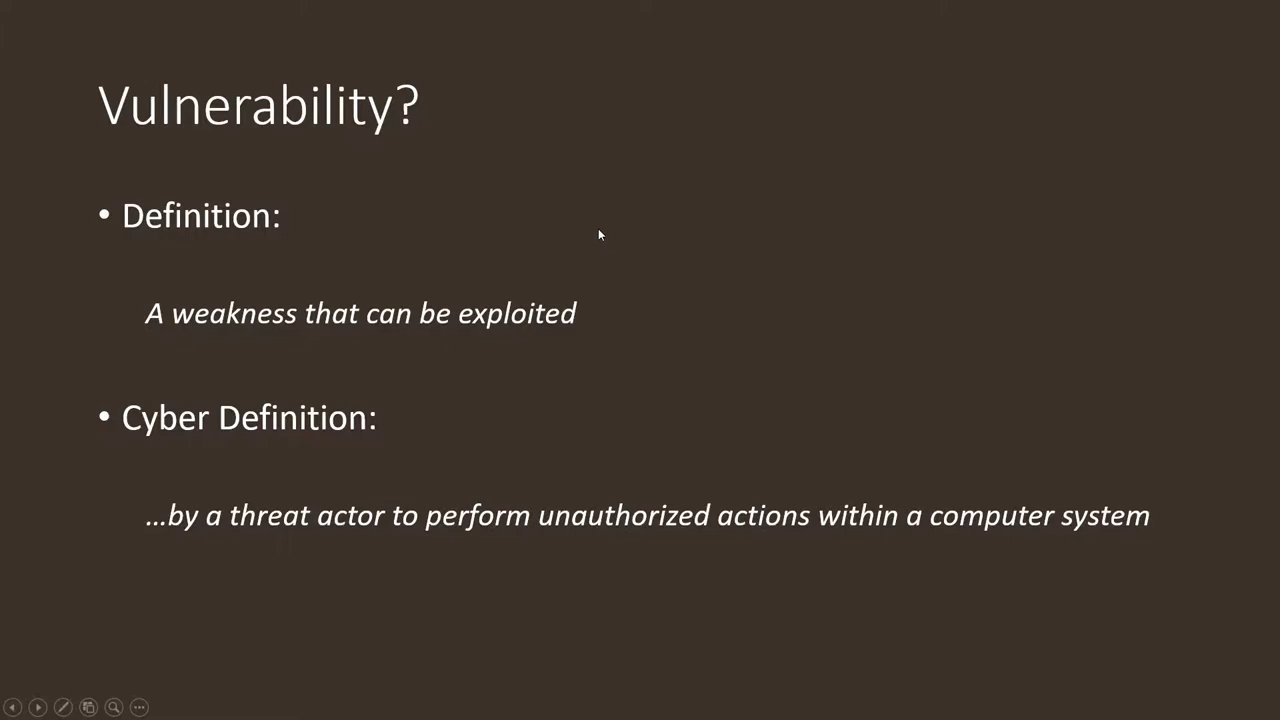 Vulnerability?
• Definition:
A weakness that can be exploited
• Cyber Definition:
…by a threat actor to perform unauthorized actions within a computer system